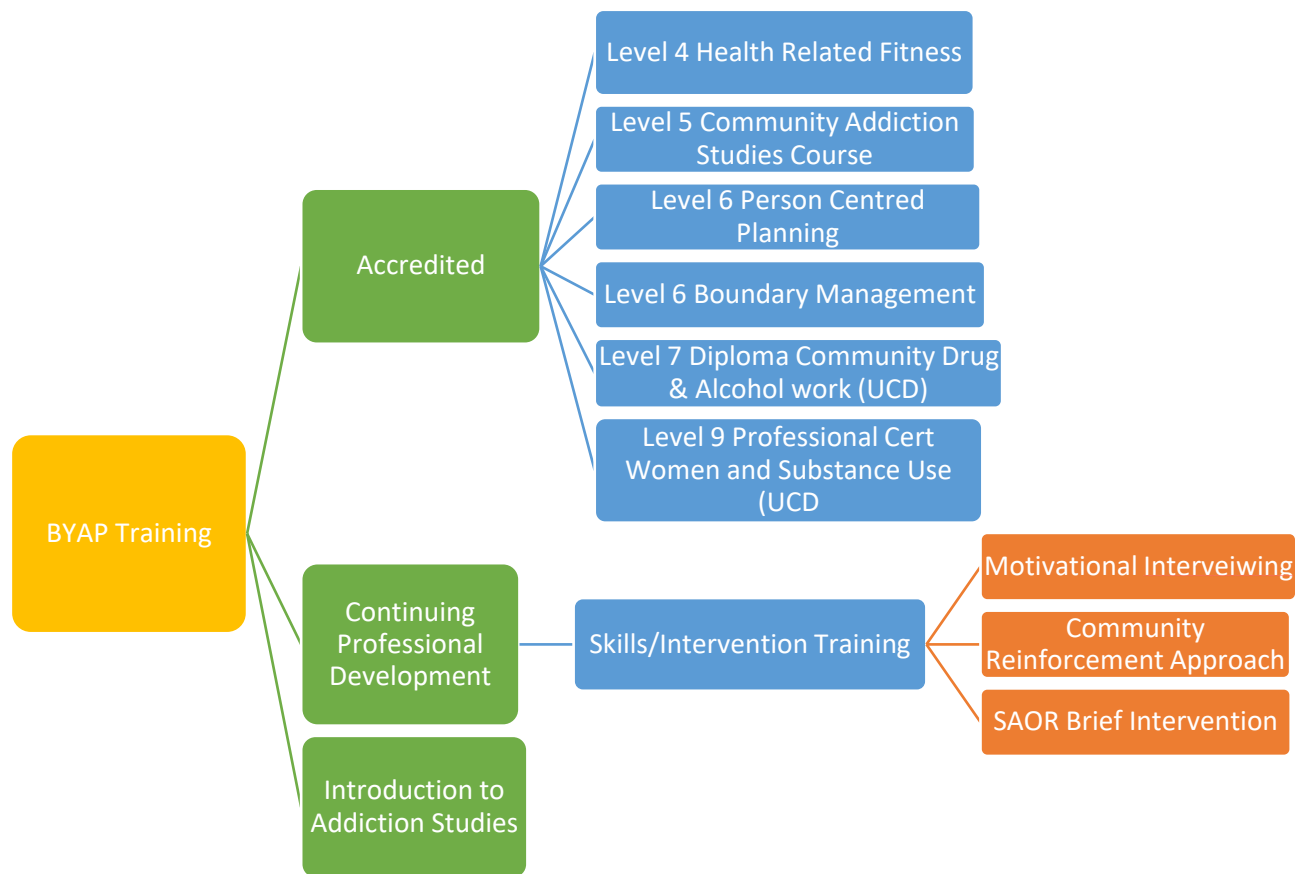 BYAP Training
Accredited
Level 4 Health Related Fitness
Level 5 Community Addiction
Studies Course
Level 6 Person Centred
Planning
Level 6 Boundary Management
Level 7 Diploma Community Drug
& Alcohol work (UCD)
Level 9 Professional Cert
Women and Substance Use
(UCD
Continuing
Professional
Development
Skills/Intervention Training
Motivational Interveiwing
Community
Reinforcement Approach
SAOR Brief Intervention
Introduction to
Addiction Studies